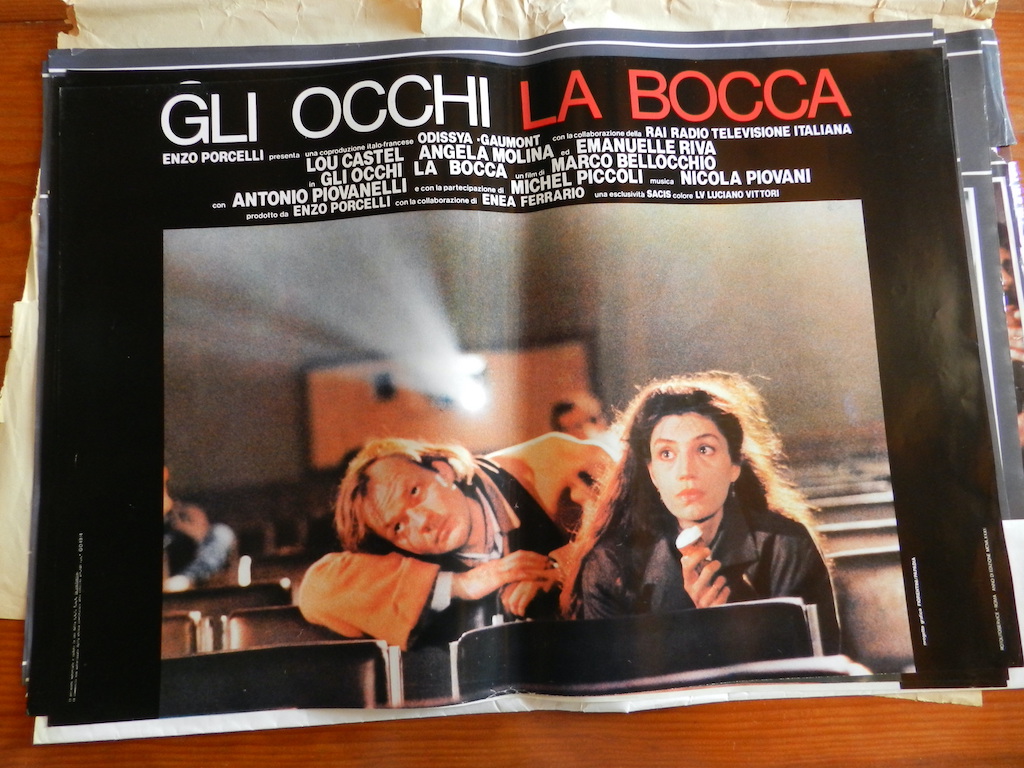 GLI OCCHI LA BOCCA
ENZO PORCELLI presenta una coproduzione italo-francese ODISSYA - GAUMONT con la collaborazione della RAI RADIO TELEVISIONE ITALIANA
LOU CASTEL ANGELA MOLINA ed EMANUELLE RIVA
in GLI OCCHI LA BOCCA un film di MARCO BELLOCCHIO
con ANTONIO PIOVANELLI e con la partecipazione di MICHEL PICCOLI musica NICOLA PIOVANI
prodotto da ENZO PORCELLI con la collaborazione di ENEA FERRARIO una esclusività SACIS colore LV LUCIANO VITTORI